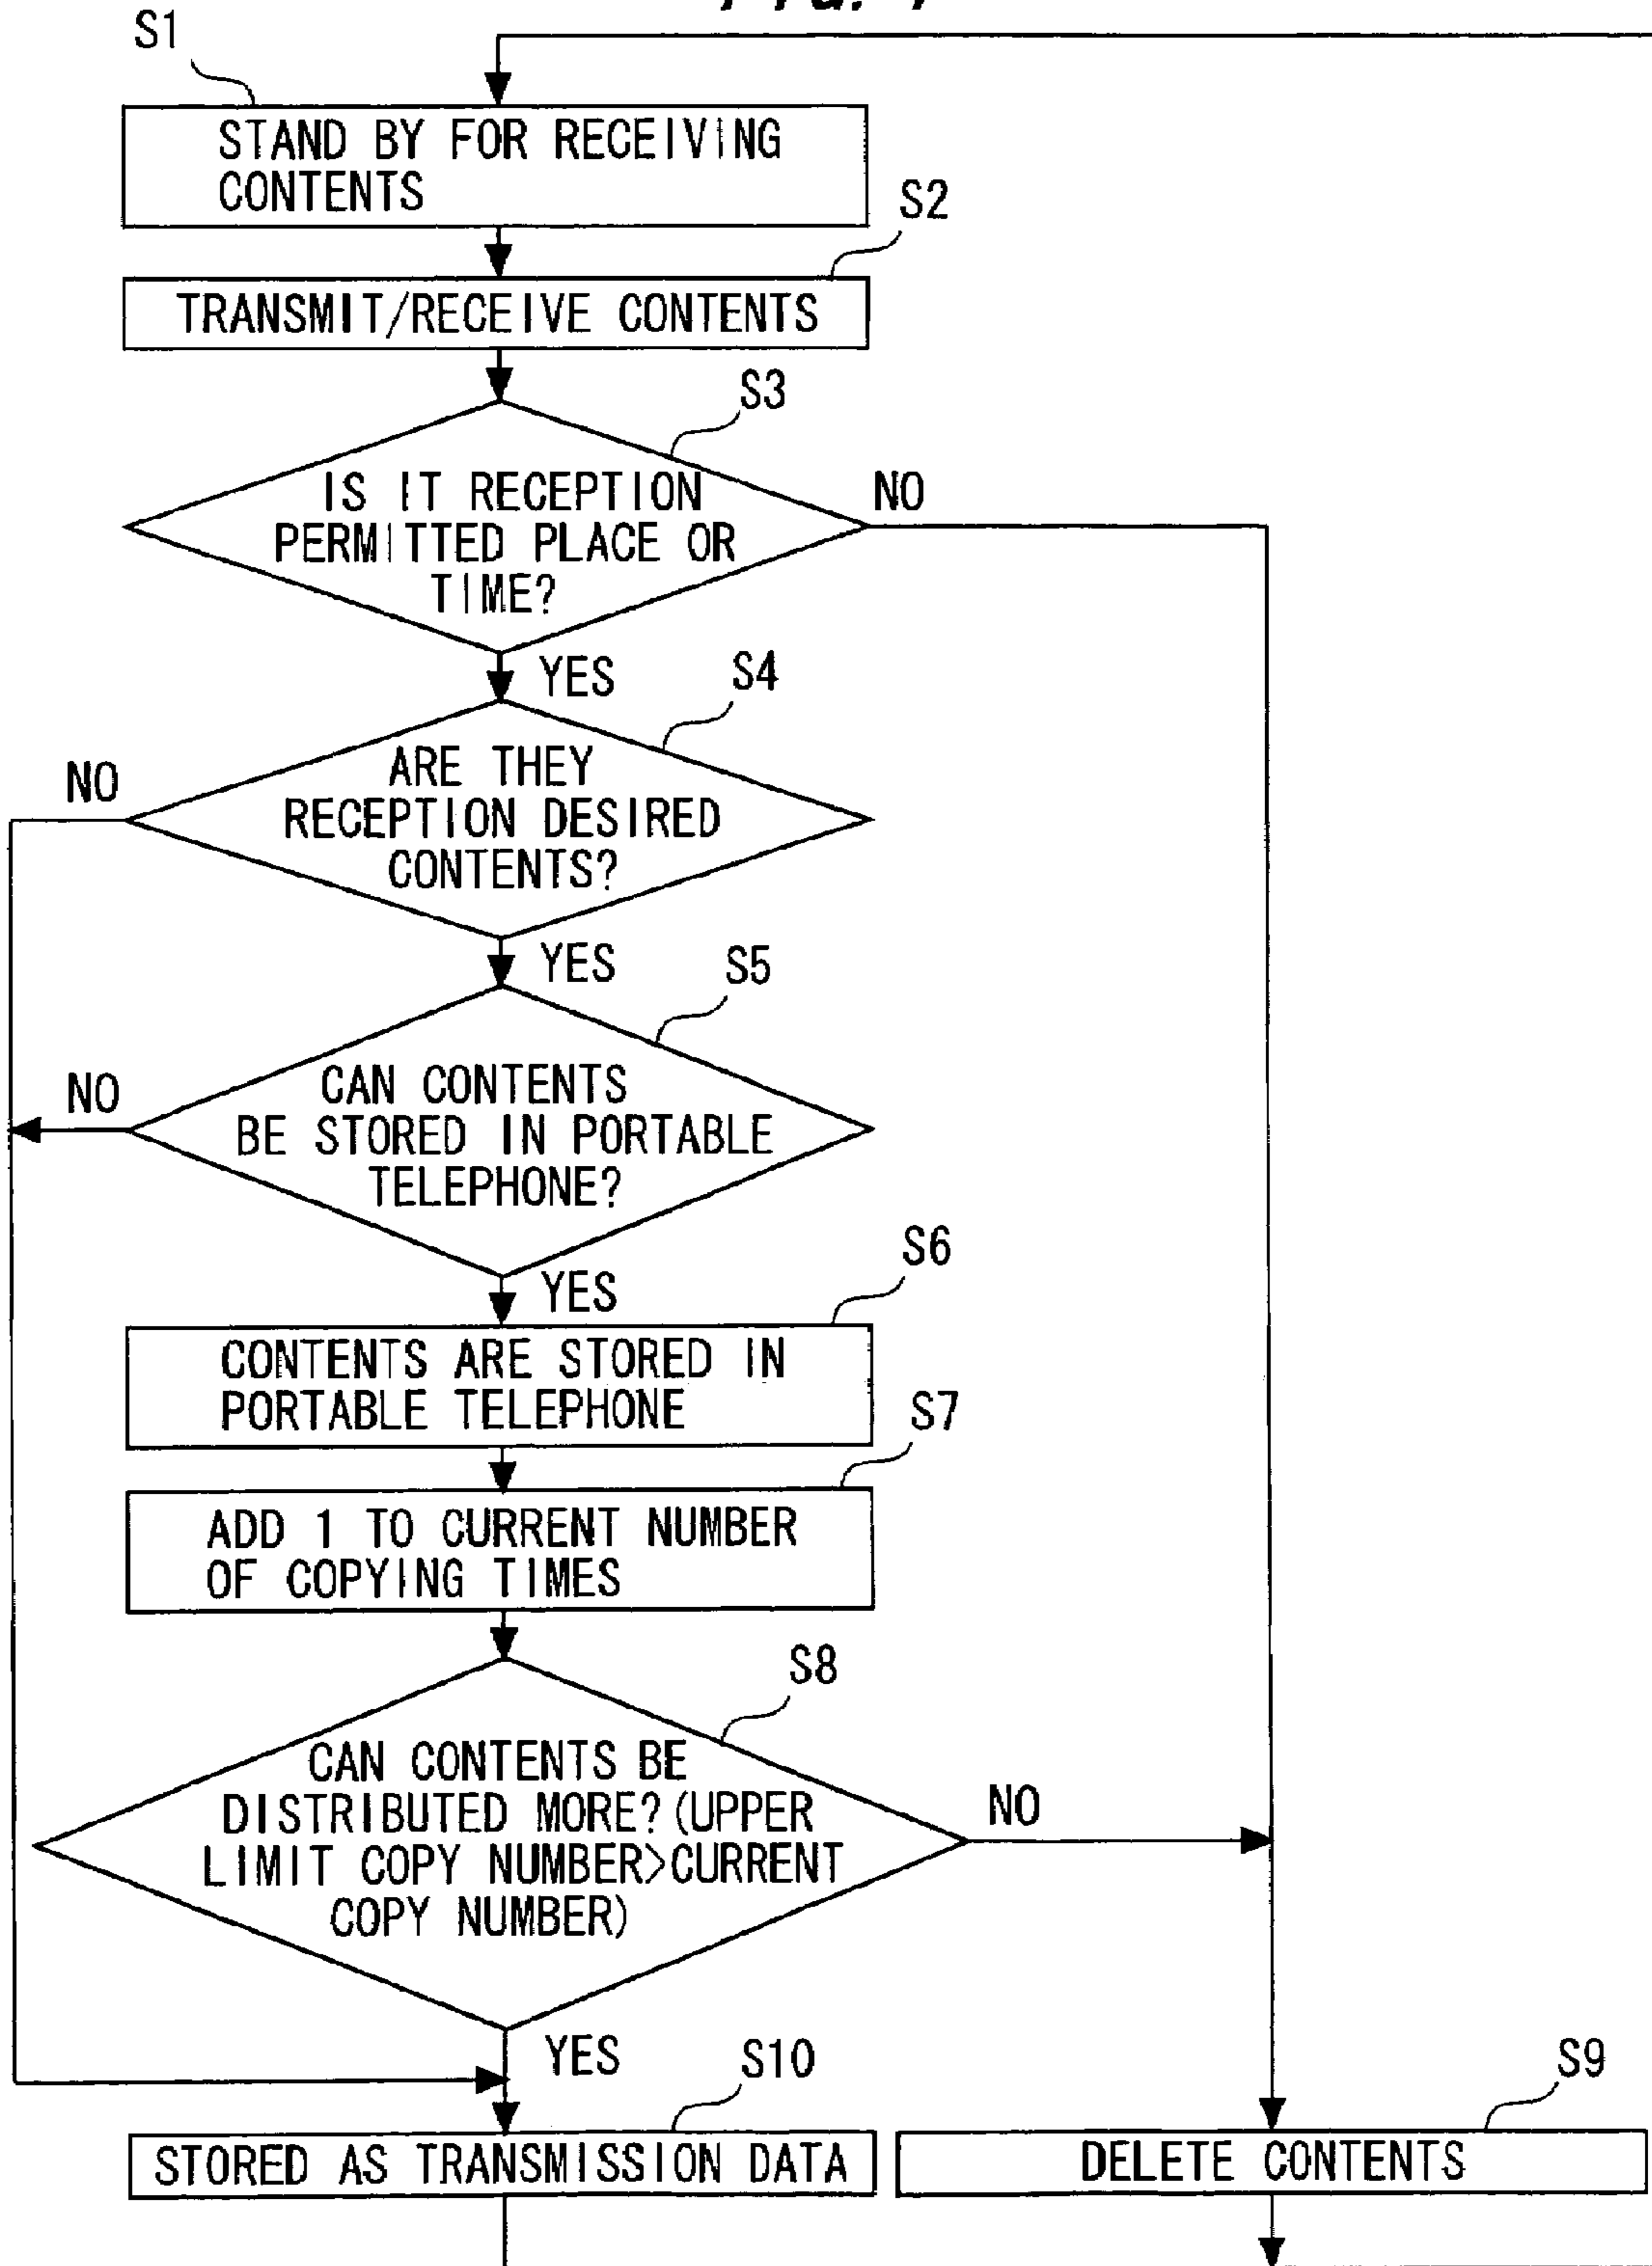 S1
STAND BY FOR RECEIVING
CONTENTS
S2
TRANSMIT/RECEIVE CONTENTS
S3
IS IT RECEPTION
PERMITTED PLACE OR
TIME?
NO
YES
S4
ARE THEY
RECEPTION DESIRED
CONTENTS?
NO
YES
S5
CAN CONTENTS
BE STORED IN PORTABLE
TELEPHONE?
NO
YES
S6
CONTENTS ARE STORED IN
PORTABLE TELEPHONE
S7
ADD 1 TO CURRENT NUMBER
OF COPYING TIMES
S8
CAN CONTENTS BE
DISTRIBUTED MORE?(UPPER
LIMIT COPY NUMBER>CURRENT
COPY NUMBER)
NO
YES
S10
STORED AS TRANSMISSION DATA
S9
DELETE CONTENTS